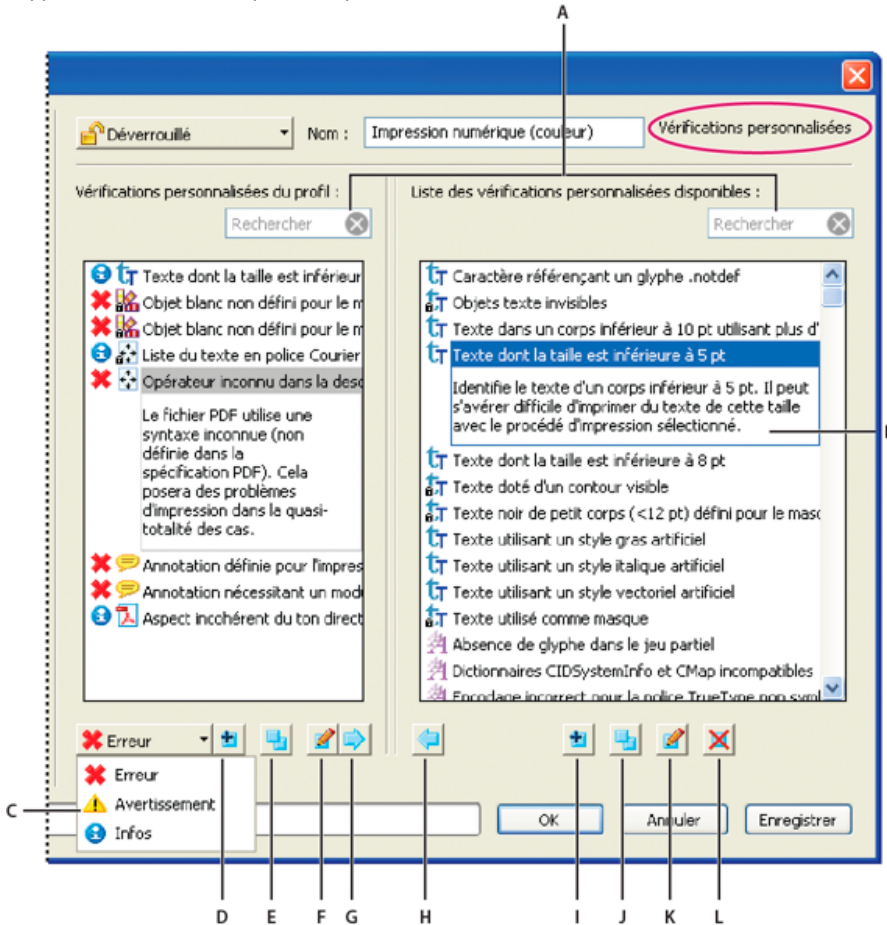 A
Déverrouillé
Nom :
Impression numérique (couleur)
Vérifications personnalisées
Vérifications personnalisées du profil :
Liste des vérifications personnalisées disponibles :
Rechercher
Rechercher
Texte dont la taille est inférieur
Objet blanc non défini pour le m
Objet blanc non défini pour le m
Liste du texte en police Courier
Opérateur inconnu dans la desc
Le fichier PDF utilise une
syntaxe inconnue (non
définie dans la
spécification PDF). Cela
posera des problèmes
d'impression dans la quasi-
totalité des cas.
Annotation définie pour l'impres
Annotation nécessitant un mod
Aspect incohérent du ton direct
Caractère référençant un glyphe .notdef
Objets texte invisibles
Texte dans un corps inférieur à 10 pt utilisant plus d'
Texte dont la taille est inférieure à 5 pt
Identifie le texte d'un corps inférieur à 5 pt. Il peut
s'avérer difficile d'imprimer du texte de cette taille
avec le procédé d'impression sélectionné.
Texte dont la taille est inférieure à 8 pt
Texte doté d'un contour visible
Texte noir de petit corps (<12 pt) défini pour le masq
Texte utilisant un style gras artificiel
Texte utilisant un style italique artificiel
Texte utilisant un style vectoriel artificiel
Texte utilisé comme masque
Absence de glyphe dans le jeu partiel
Dictionnaires CIDSystemInfo et CMap incompatibles
Encodage incorrect pour la police TrueType non symb
Erreur
Erreur
Avertissement
Infos
C
OK
Annuler
Enregistrer
D
E
F
G
H
I
J
K
L